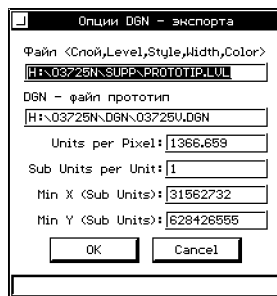 Опции DGN - экспорта
Файл <Слой,Level,Style,Width,Color>
H:\03725N\SUPP\PROTOTIP.LVL
DGN - файл прототип
H:\03725N\DGN\03725V.DGN
Units per Pixel: 1366.659
Sub Units per Unit: 1
Min X (Sub Units): 31562732
Min Y (Sub Units): 628426555
OK Cancel